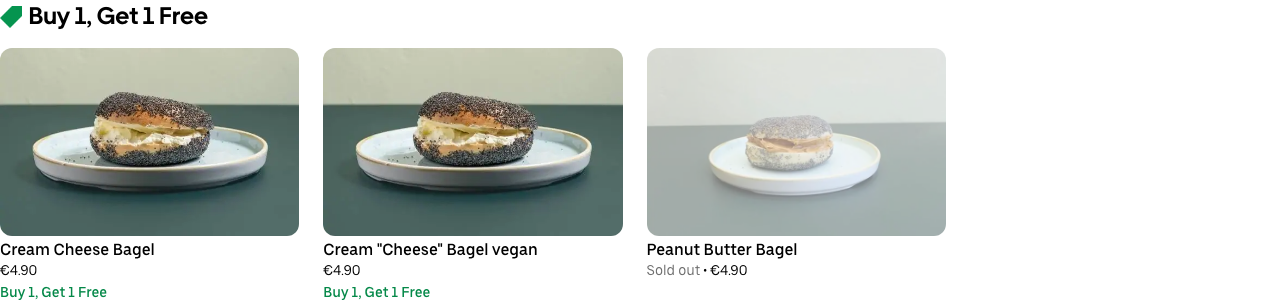 Buy 1, Get 1 Free
Cream Cheese Bagel
€4.90
Buy 1, Get 1 Free
Cream "Cheese" Bagel vegan
€4.90
Buy 1, Get 1 Free
Peanut Butter Bagel
Sold out • €4.90